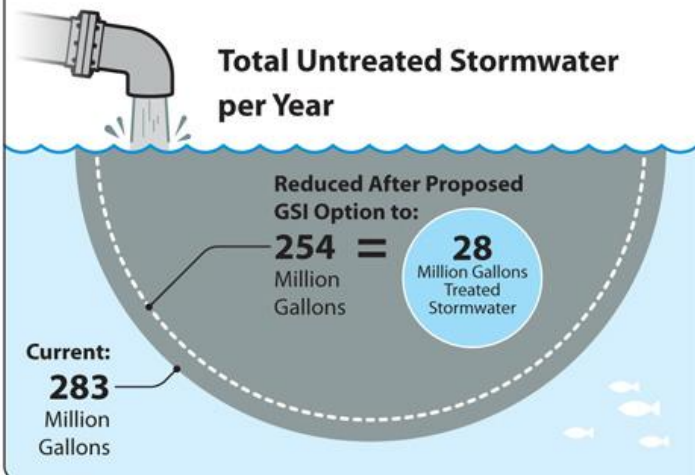 Total Untreated Stormwater
per Year
Reduced After Proposed
GSI Option to:
254
Million
Gallons
=
28
Million Gallons
Treated
Stormwater
Current:
283
Million
Gallons